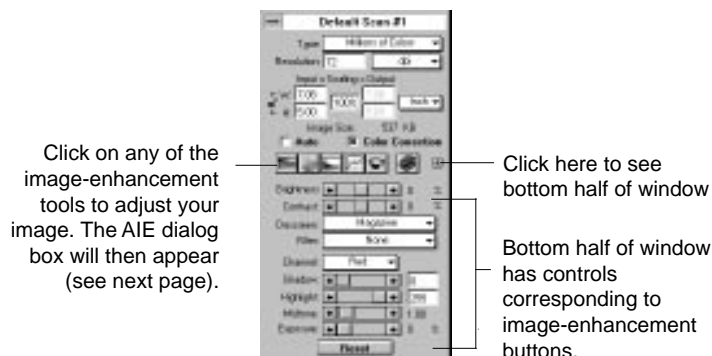 Default Scan #1
Type: Millions of Colors
Resolution: 72 dpi
Input x Scaling = Output
W: 7.08 100% Inch
H: 5.00
Image Size: 537 KB
Auto Color Correction
Click on any of the
image-enhancement
tools to adjust your
image. The AIE dialog
box will then appear
(see next page).
Click here to see
bottom half of window
Brightness: 0 %
Contrast: 0 %
Descreen: Magazine
Filter: None
Channel: Red
Shadow: 0
Highlight: 255
Midtone: 1.00
Exposure: 0 %
Reset
Bottom half of window
has controls
corresponding to
image-enhancement
buttons.